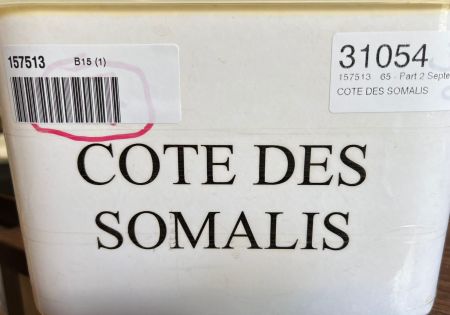 157513 B15 (1)
31054
157513 65 - Part 2 Septe
COTE DES SOMALIS
COTE DES
SOMALIS